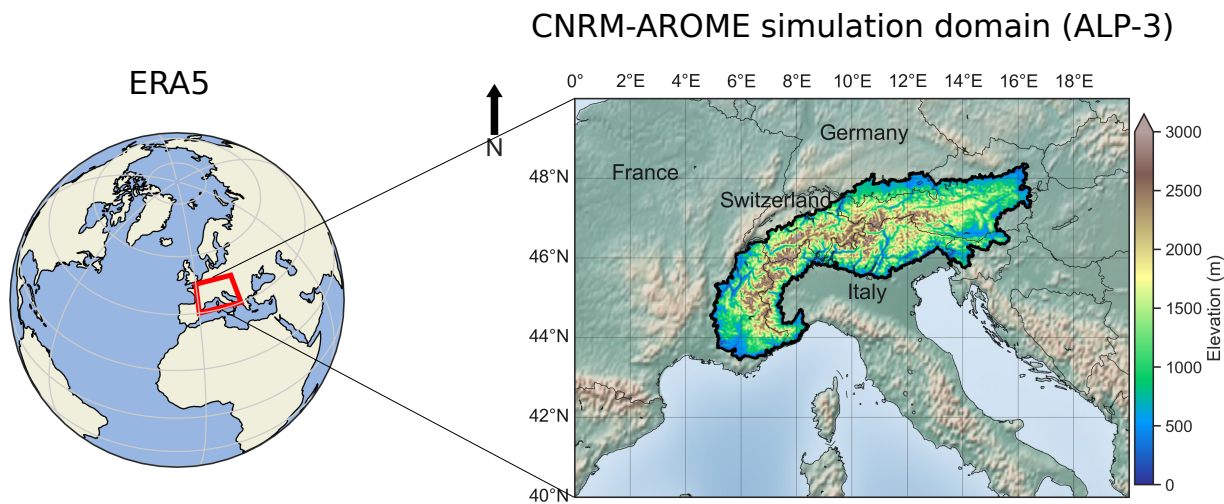 CNRM-AROME simulation domain (ALP-3)
ERA5
N
0° 2°E 4°E 6°E 8°E 10°E 12°E 14°E 16°E 18°E
48°N
46°N
44°N
42°N
40°N
Germany
France
Switzerland
Italy
3000
2500
2000
1500
1000
500
0
Elevation (m)